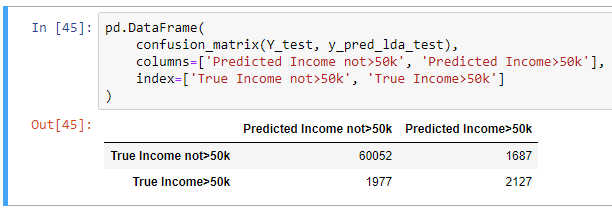 In [45]: pd.DataFrame(
confusion_matrix(Y_test, y_pred_lda_test),
columns=['Predicted Income not>50k', 'Predicted Income>50k'],
index=['True Income not>50k', 'True Income>50k']
)
Out[45]:
Predicted Income not>50k Predicted Income>50k
True Income not>50k 60052 1687
True Income>50k 1977 2127